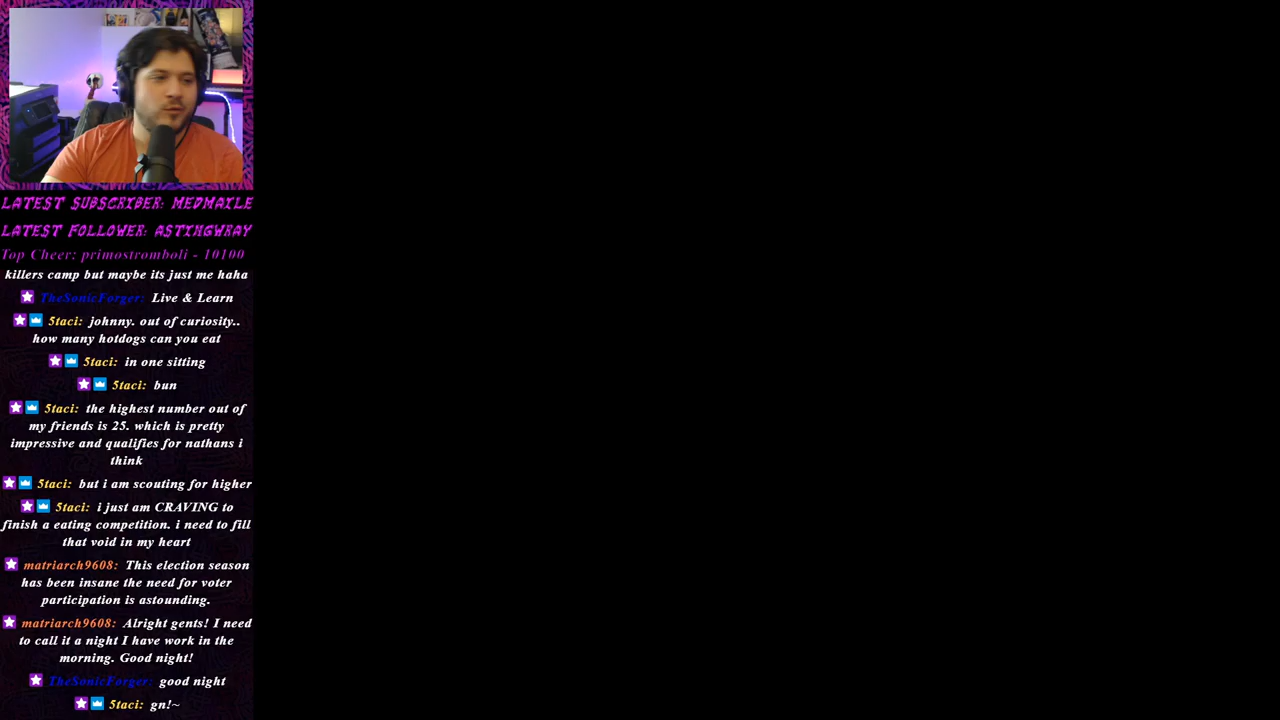 LATEST SUBSCRIBER: MEDMAILE
LATEST FOLLOWER: ASTINGWRAY
Top Cheer: primostromboli - 10100
killers camp but maybe its just me haha
TheSonicForger: Live & Learn
5taci: johnny. out of curiosity..
how many hotdogs can you eat
5taci: in one sitting
5taci: bun
5taci: the highest number out of
my friends is 25. which is pretty
impressive and qualifies for nathans i
think
5taci: but i am scouting for higher
5taci: i just am CRAVING to
finish a eating competition. i need to fill
that void in my heart
matriarch9608: This election season
has been insane the need for voter
participation is astounding.
matriarch9608: Alright gents! I need
to call it a night I have work in the
morning. Good night!
TheSonicForger: good night
5taci: gn!~